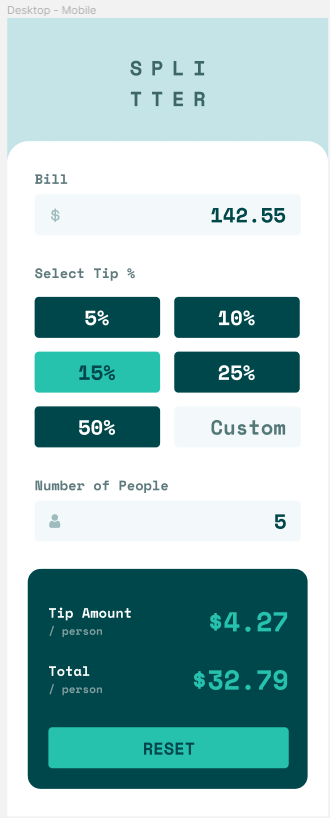 Desktop - Mobile
SPLI
TTER
Bill
$ 142.55
Select Tip %
5% 10%
15% 25%
50% Custom
Number of People
5
Tip Amount $4.27
/ person
Total $32.79
/ person
RESET